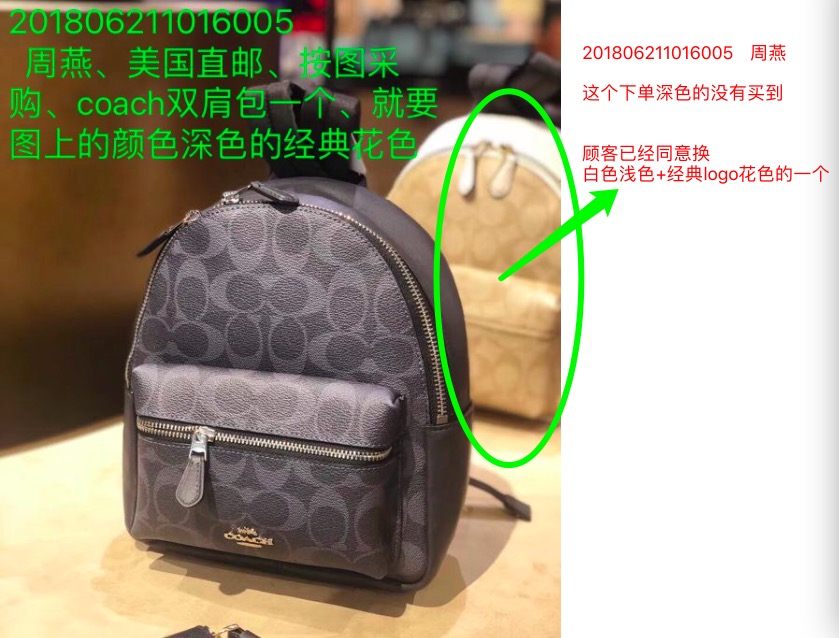 201806211016005
周燕、美国直邮、按图采
购、coach双肩包一个、就要
图上的颜色深色的经典花色
COACH
201806211016005 周燕
这个下单深色的没有买到
顾客已经同意换
白色浅色+经典logo花色的一个